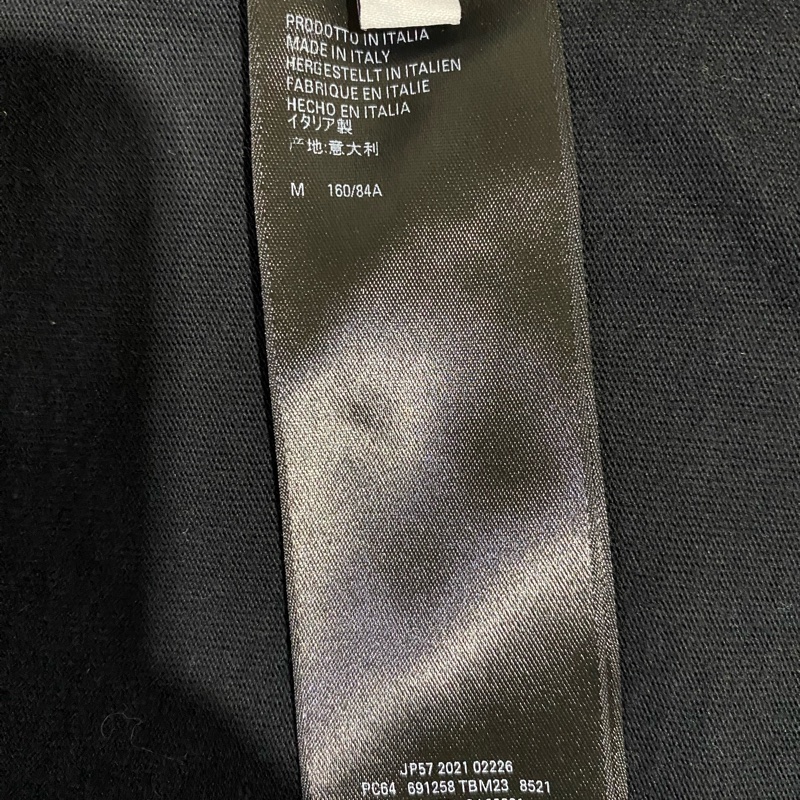 PRODOTTO IN ITALIA
MADE IN ITALY
HERGESTELLT IN ITALIEN
FABRIQUE EN ITALIE
HECHO EN ITALIA
イタリア製
产地:意大利
M 160/84A
JP57 2021 02226
PC64 691258 TBM23 8521